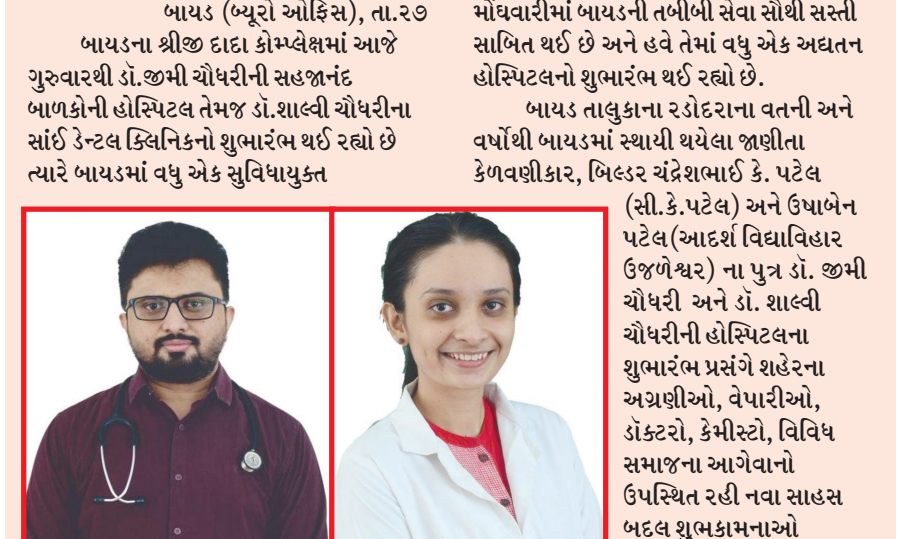 બાયડ (બ્યૂરો ઓફિસ), તા.૨૭
બાયડના શ્રીજી દાદા કોમ્પ્લેક્ષમાં આજે
ગુરુવારથી ડૉ.જીમી ચૌધરીની સહજાનંદ
બાળકોની હોસ્પિટલ તેમજ ડૉ.શાલ્વી ચૌધરીના
સાંઈ ડેન્ટલ ક્લિનિકનો શુભારંભ થઈ રહ્યો છે
ત્યારે બાયડમાં વધુ એક સુવિધાયુક્ત
મોંઘવારીમાં બાયડની તબીબી સેવા સૌથી સસ્તી
સાબિત થઈ છે અને હવે તેમાં વધુ એક અદ્યતન
હોસ્પિટલનો શુભારંભ થઈ રહ્યો છે.
બાયડ તાલુકાના રડોદરાના વતની અને
વર્ષોથી બાયડમાં સ્થાયી થયેલા જાણીતા
કેળવણીકાર, બિલ્ડર ચંદ્રેશભાઈ કે. પટેલ
(સી.કે.પટેલ) અને ઉષાબેન
પટેલ(આદર્શ વિદ્યાવિહાર
ઉજળેશ્વર) ના પુત્ર ડૉ. જીમી
ચૌધરી અને ડૉ. શાલ્વી
ચૌધરીની હોસ્પિટલના
શુભારંભ પ્રસંગે શહેરના
અગ્રણીઓ, વેપારીઓ,
ડૉક્ટરો, કેમીસ્ટો, વિવિધ
સમાજના આગેવાનો
ઉપસ્થિત રહી નવા સાહસ
બદલ શુભકામનાઓ